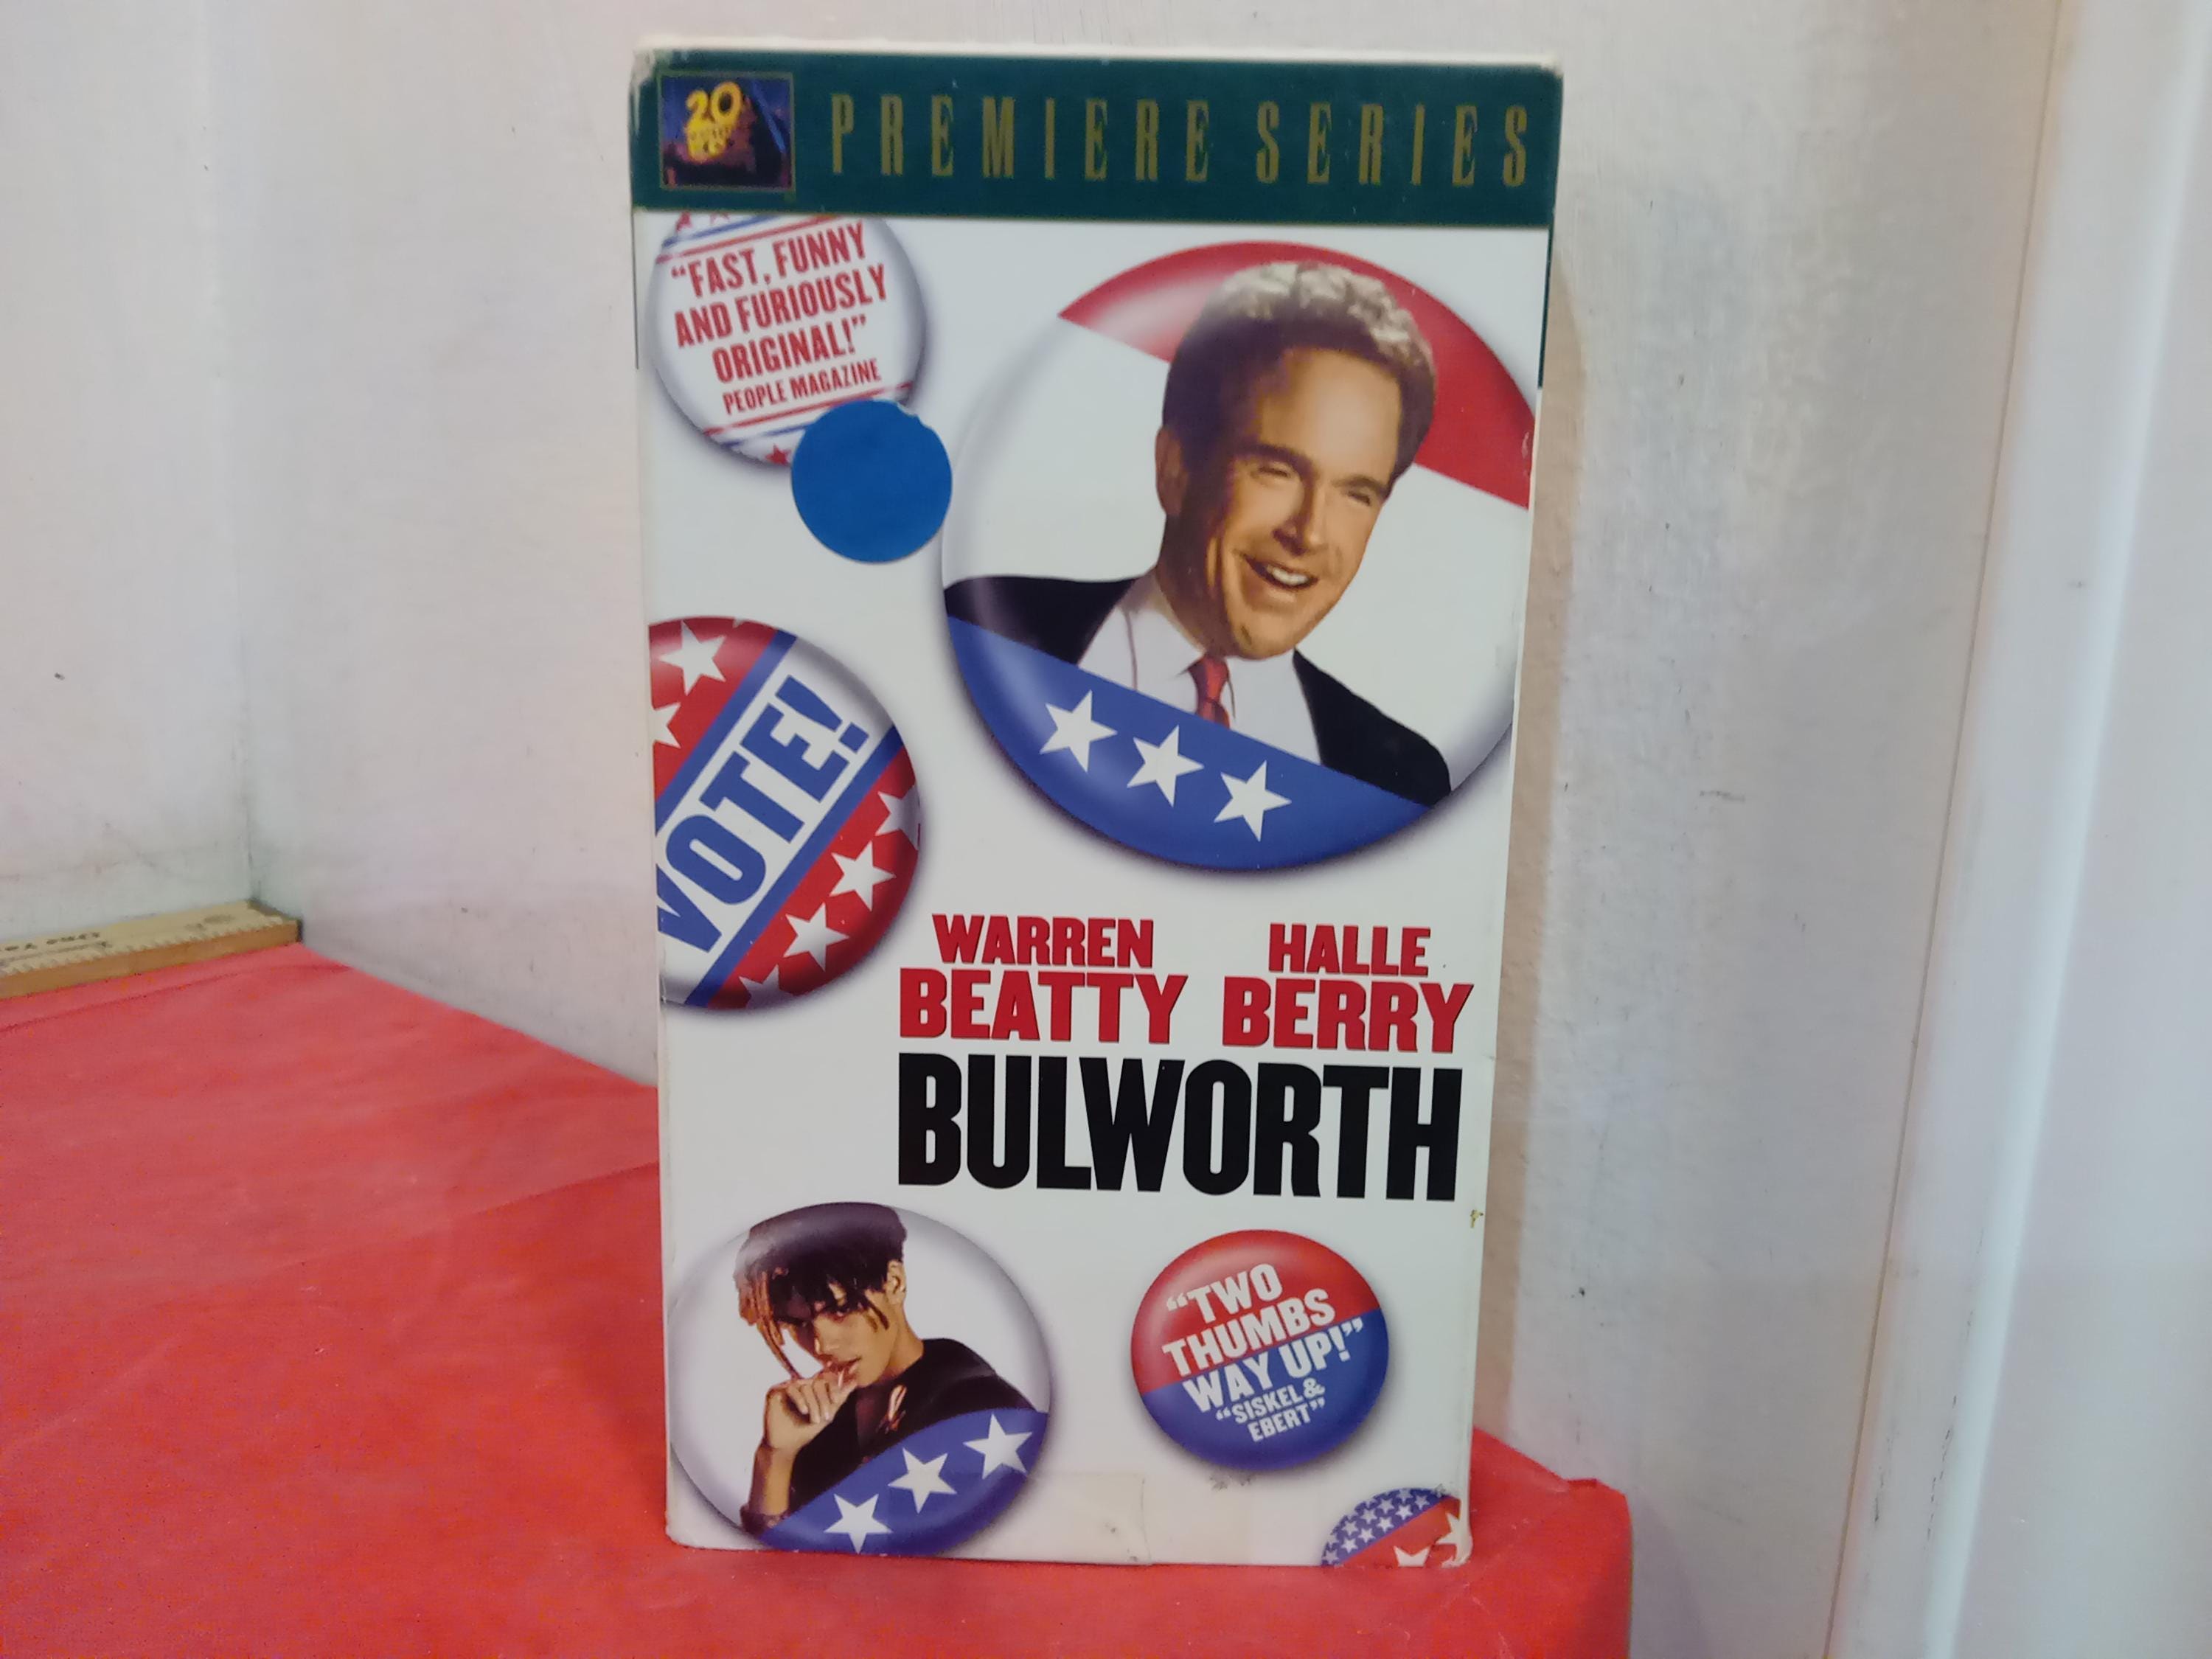 20
PREMIERE SERIES
"FAST, FUNNY
AND FURIOUSLY
ORIGINAL!"
PEOPLE MAGAZINE
VOTE!
WARREN
BEATTY
HALLE
BERRY
BULWORTH
"TWO
THUMBS
WAY UP!"
"SISKEL &
EBERT"